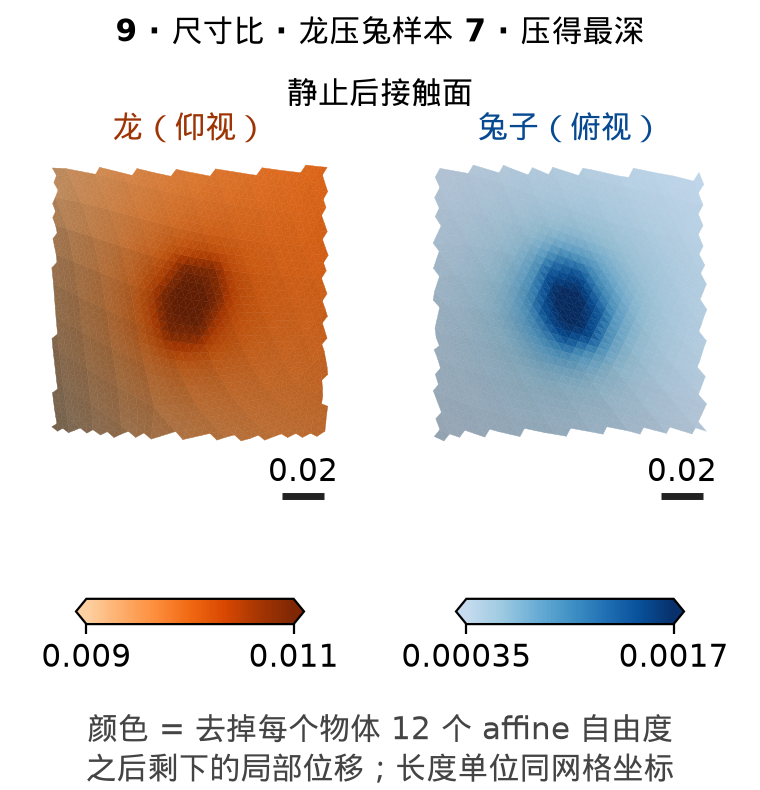 9 · 尺寸比 · 龙压兔样本 7 · 压得最深
静止后接触面
龙（仰视）
兔子（俯视）
0.02
0.02
0.009
0.011
0.00035
0.0017
颜色 = 去掉每个物体 12 个 affine 自由度
之后剩下的局部位移；长度单位同网格坐标